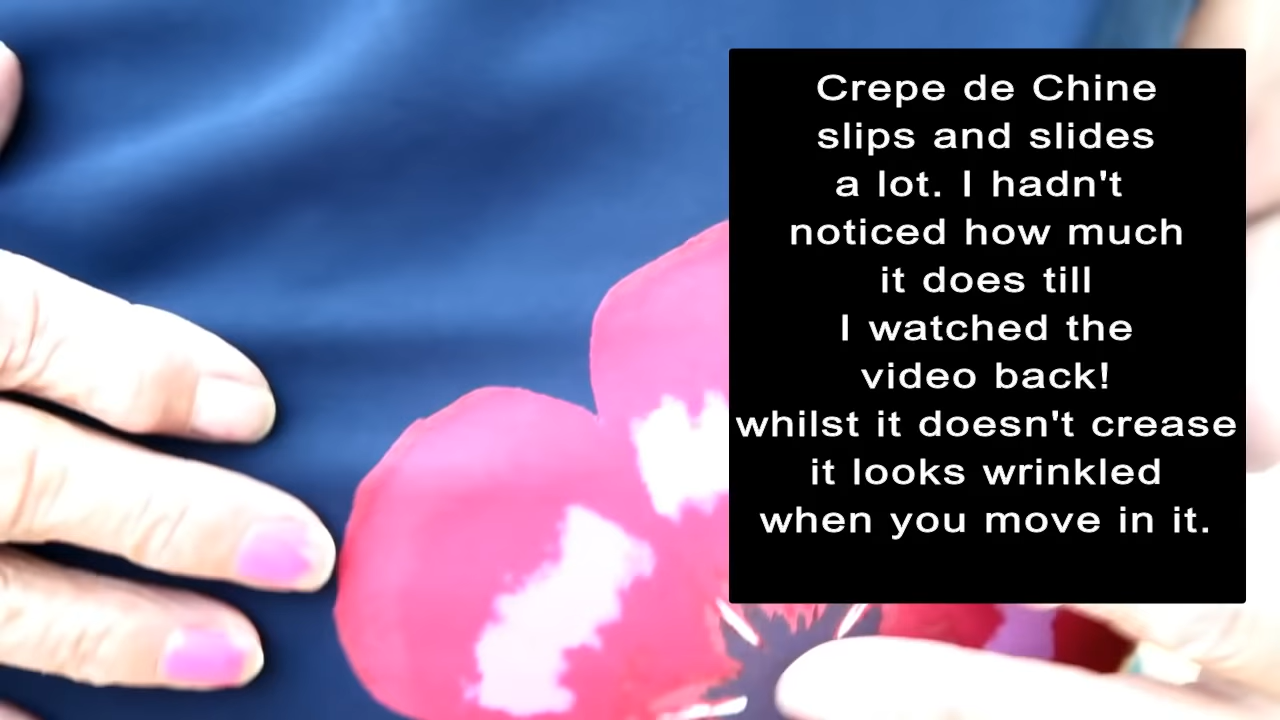 Crepe de Chine
slips and slides
a lot. I hadn't
noticed how much
it does till
I watched the
video back!
whilst it doesn't crease
it looks wrinkled
when you move in it.